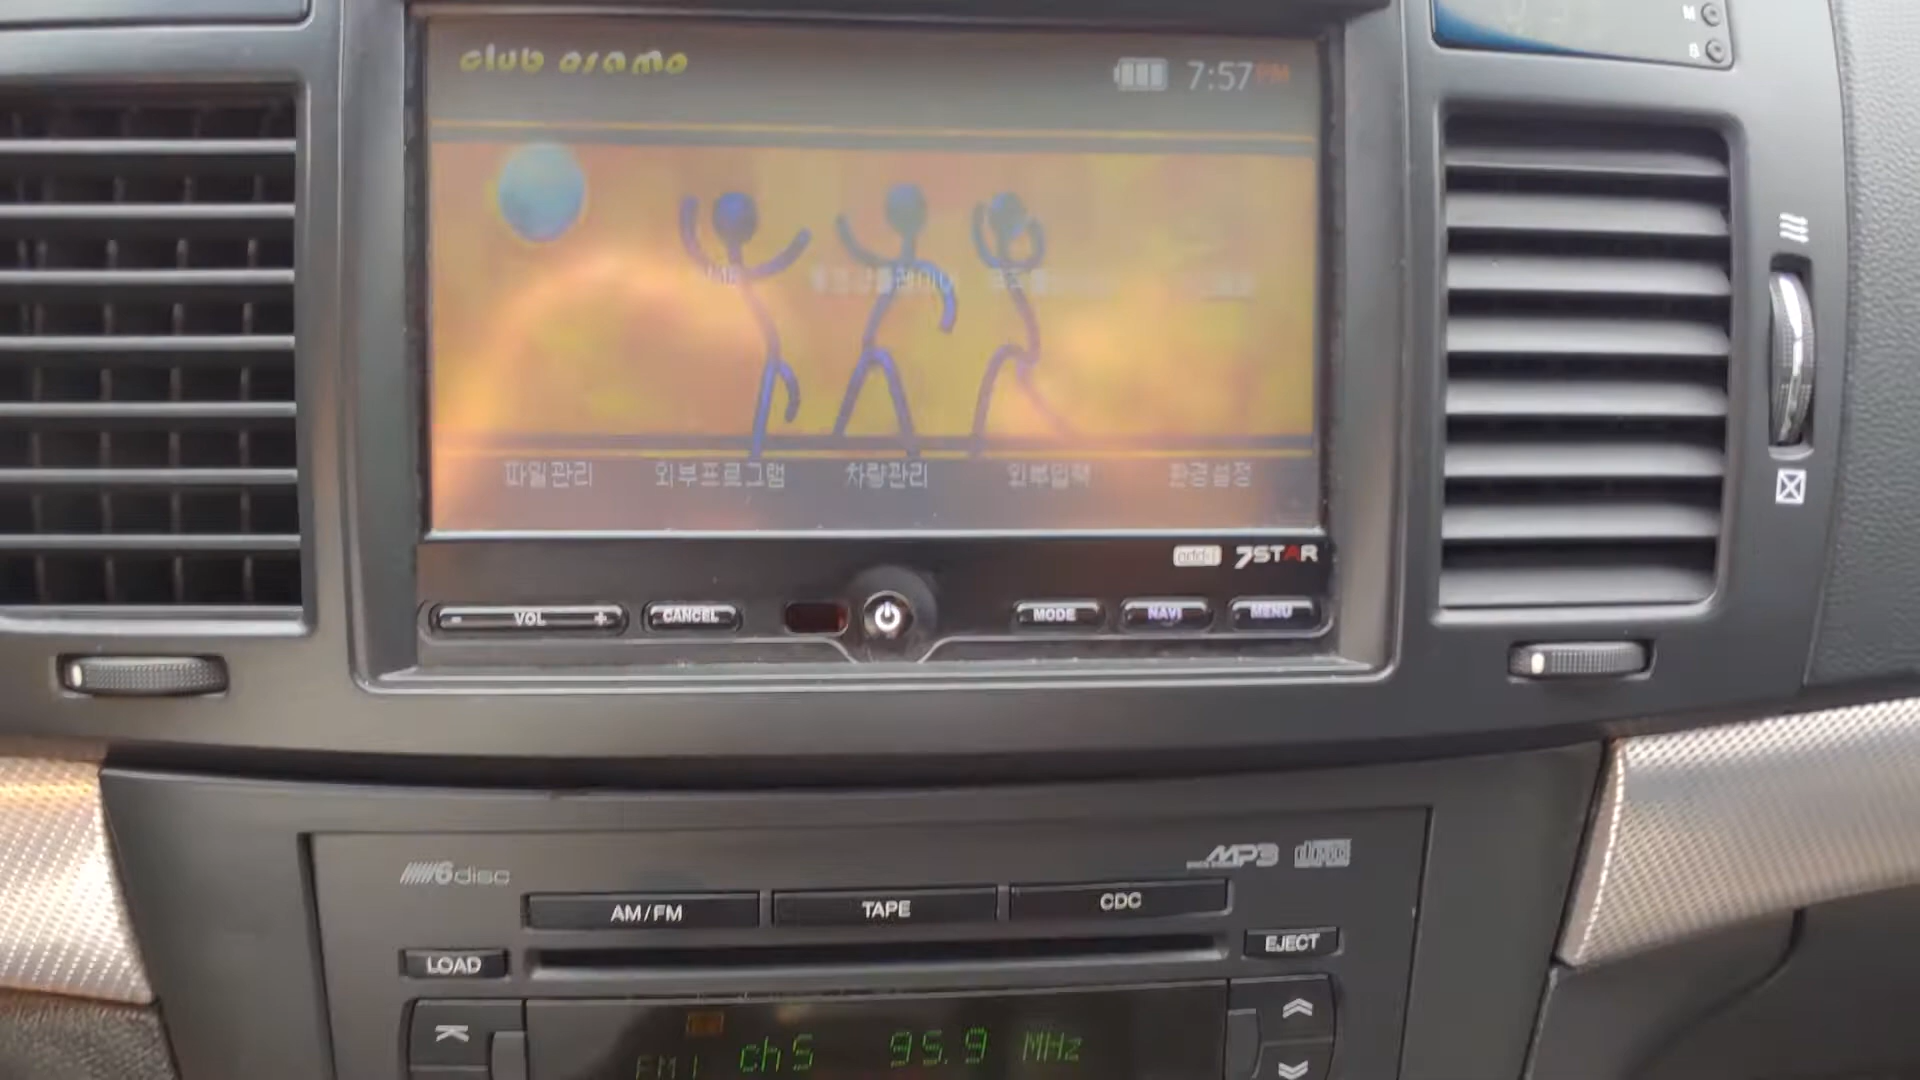 club osamo
7:57 PM
파일관리 외부프로그램 차량관리 외부입력 환경설정
7STAR
- VOL + CANCEL MODE NAVI MENU
M
B
6disc
MP3
AM/FM TAPE CDC
LOAD EJECT
FM1 ch5 95.9 MHz